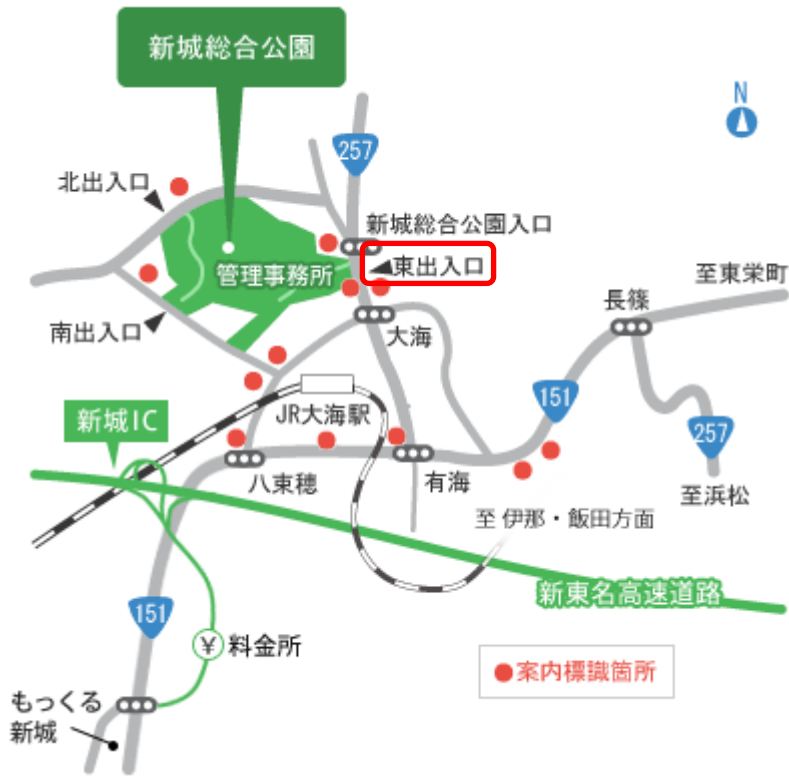 新城総合公園
N
257
北出入口
新城総合公園入口
東出入口
管理事務所
至東栄町
長篠
南出入口
大海
151
JR大海駅
新城IC
257
八束穂
有海
至浜松
至 伊那・飯田方面
新東名高速道路
151
¥
料金所
案内標識箇所
もっくる
新城